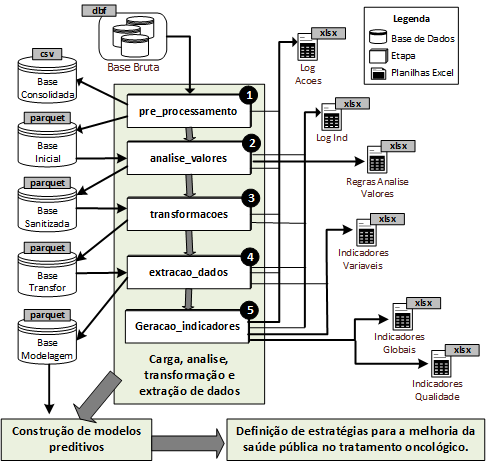 dbf
Base Bruta
Legenda
Base de Dados
Etapa
Planilhas Excel
csv
Base
Consolidada
parquet
Base
Inicial
parquet
Base
Sanitizada
parquet
Base
Transfor
parquet
Base
Modelagem
1
pre_processamento
2
analise_valores
3
transformacoes
4
extracao_dados
5
Geracao_indicadores
Carga, analise,
transformação e
extração de dados
xlsx
Log
Acoes
xlsx
Log Ind
xlsx
Regras Analise
Valores
xlsx
Indicadores
Variaveis
xlsx
Indicadores
Globais
xlsx
Indicadores
Qualidade
Construção de modelos
preditivos
Definição de estratégias para a melhoria da
saúde pública no tratamento oncológico.